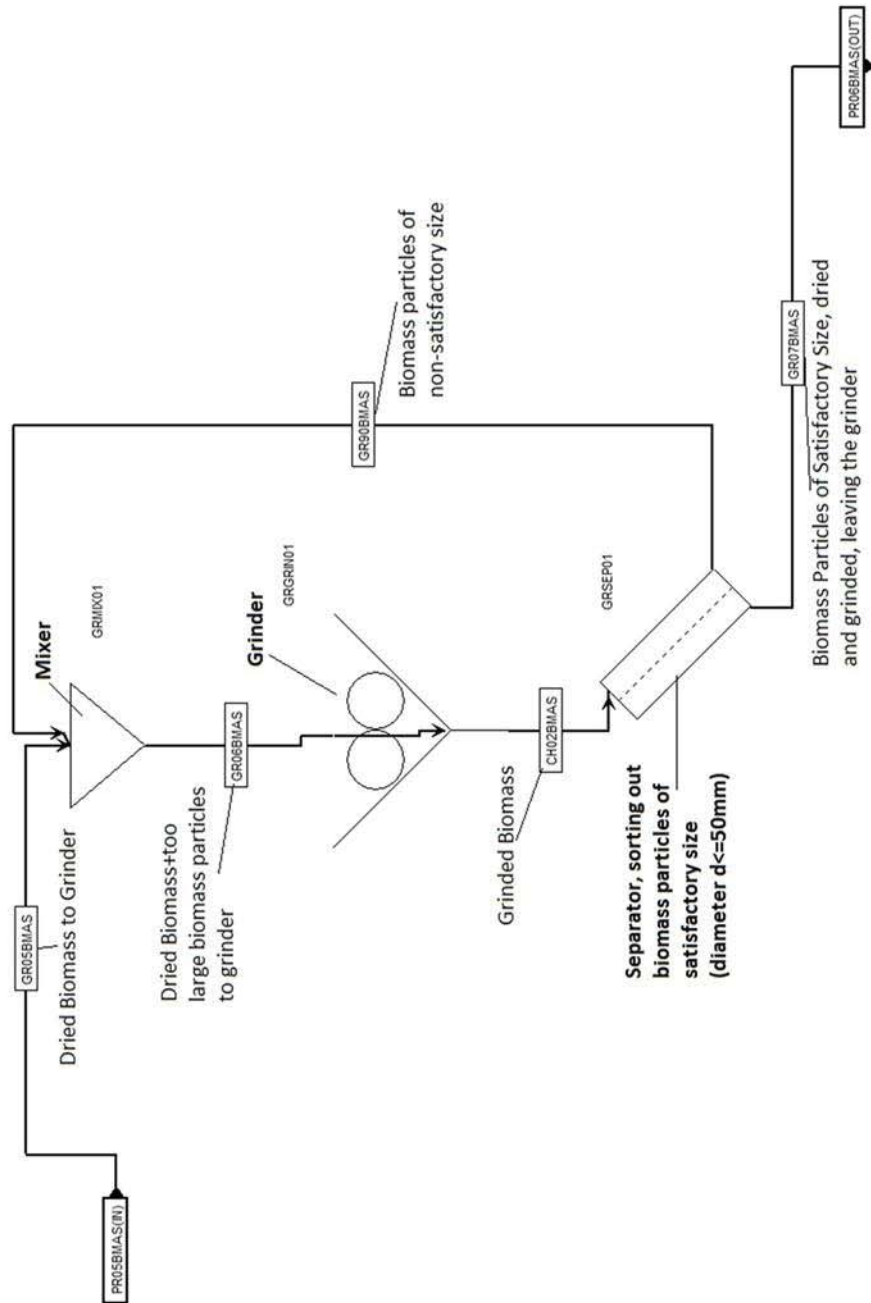 PR05BMAS(IN)
GR05BMAS
Dried Biomass to Grinder
Mixer
GRMIX01
GR06BMAS
Dried Biomass+too
large biomass particles
to grinder
Grinder
GRGRIN01
GR90BMAS
Biomass particles of
non-satisfactory size
CH02BMAS
Grinded Biomass
GRSEP01
Separator, sorting out
biomass particles of
satisfactory size
(diameter d<=50mm)
GR07BMAS
Biomass Particles of Satisfactory Size, dried
and grinded, leaving the grinder
PR06BMAS(OUT)